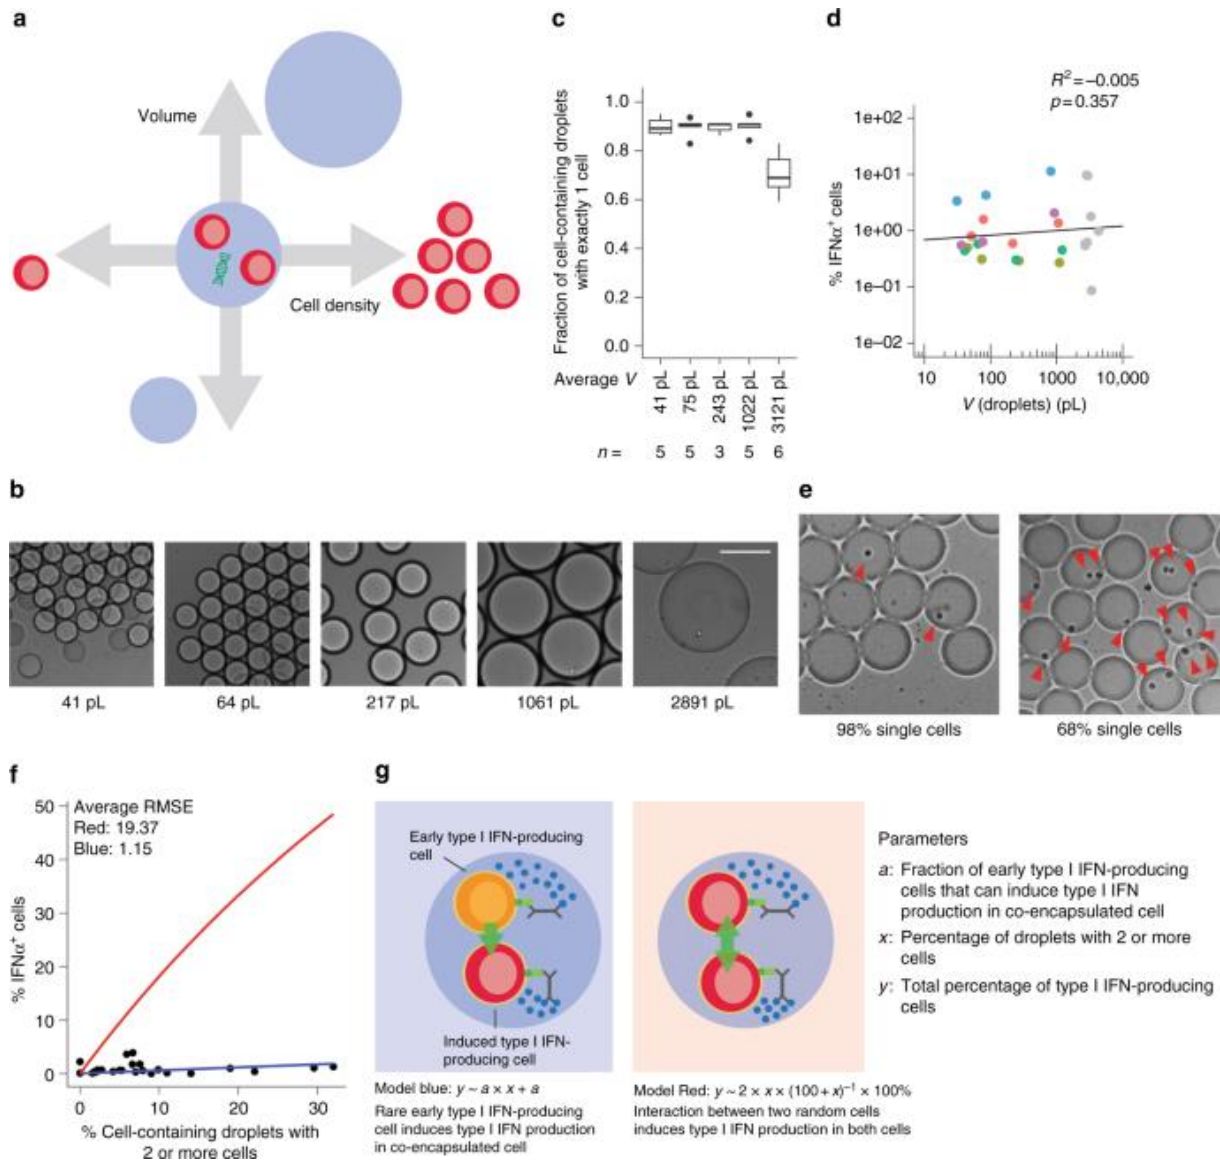 a
Volume
Cell density
c
Fraction of cell-containing droplets
with exactly 1 cell
1.0
0.8
0.6
0.4
0.2
0.0
Average V
41 pL
75 pL
243 pL
1022 pL
3121 pL
n =
5
5
3
5
6
d
R² = −0.005
p = 0.357
% IFNα⁺ cells
1e+02
1e+01
1e+00
1e−01
1e−02
10
100
1000
10,000
V (droplets) (pL)
b
41 pL
64 pL
217 pL
1061 pL
2891 pL
e
98% single cells
68% single cells
f
Average RMSE
Red: 19.37
Blue: 1.15
% IFNα⁺ cells
50
40
30
20
10
0
0
10
20
30
% Cell-containing droplets with
2 or more cells
g
Early type I IFN-producing
cell
Induced type I IFN-
producing cell
Model blue: y ~ a × x + a
Rare early type I IFN-producing
cell induces type I IFN production
in co-encapsulated cell
Model Red: y ~ 2 × x × (100 + x)⁻¹ × 100%
Interaction between two random cells
induces type I IFN production in both cells
Parameters
a: Fraction of early type I IFN-producing
cells that can induce type I IFN
production in co-encapsulated cell
x: Percentage of droplets with 2 or more
cells
y: Total percentage of type I IFN-producing
cells